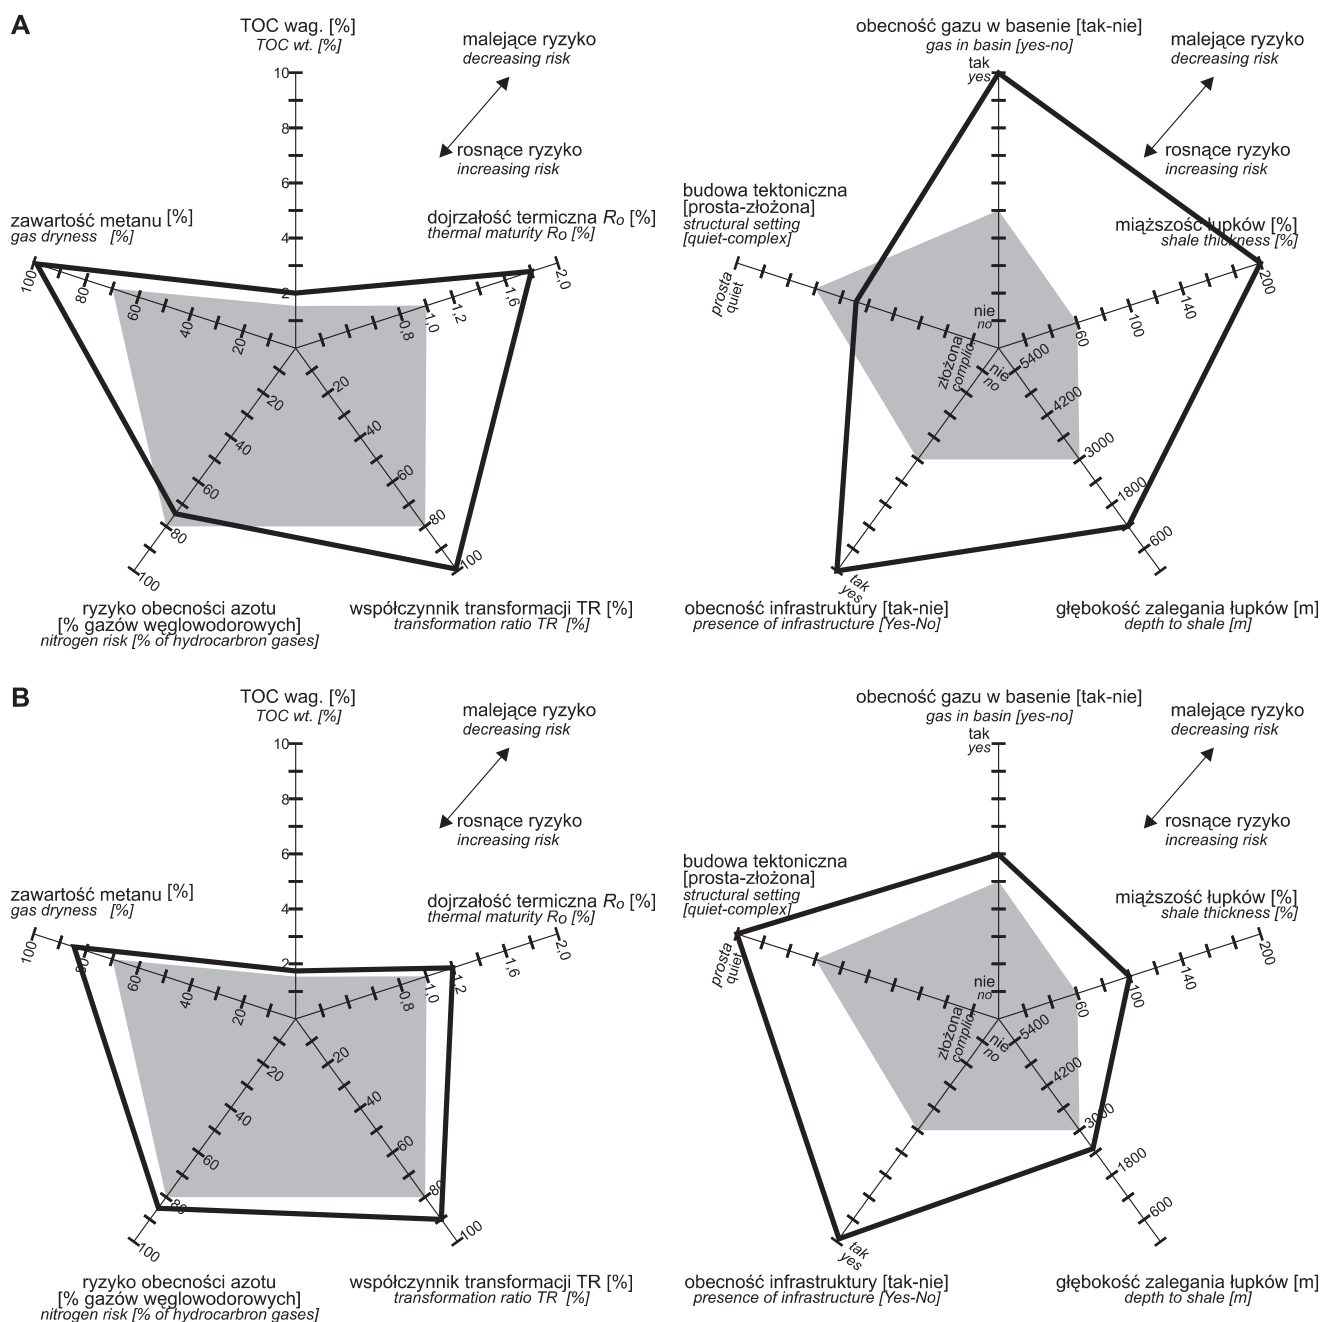 A
TOC wag. [%]
TOC wt. [%]
malejące ryzyko
decreasing risk
rosnące ryzyko
increasing risk
10
8
6
4
2
zawartość metanu [%]
gas dryness [%]
100
80
60
40
20
dojrzałość termiczna Ro [%]
thermal maturity Ro [%]
0,8
1,0
1,2
1,6
2,0
20
40
60
80
100
20
40
60
80
100
ryzyko obecności azotu
[% gazów węglowodorowych]
nitrogen risk [% of hydrocarbron gases]
współczynnik transformacji TR [%]
transformation ratio TR [%]
obecność gazu w basenie [tak-nie]
gas in basin [yes-no]
tak
yes
malejące ryzyko
decreasing risk
rosnące ryzyko
increasing risk
budowa tektoniczna
[prosta-złożona]
structural setting
[quiet-complex]
prosta
quiet
miąższość łupków [%]
shale thickness [%]
60
100
140
200
nie
no
złożona
complic.
nie
no
5400
4200
3000
1800
600
tak
yes
obecność infrastruktury [tak-nie]
presence of infrastructure [Yes-No]
głębokość zalegania łupków [m]
depth to shale [m]
B
TOC wag. [%]
TOC wt. [%]
malejące ryzyko
decreasing risk
rosnące ryzyko
increasing risk
10
8
6
4
2
zawartość metanu [%]
gas dryness [%]
100
80
60
40
20
dojrzałość termiczna Ro [%]
thermal maturity Ro [%]
0,8
1,0
1,2
1,6
2,0
20
40
60
80
100
20
40
60
80
100
ryzyko obecności azotu
[% gazów węglowodorowych]
nitrogen risk [% of hydrocarbron gases]
współczynnik transformacji TR [%]
transformation ratio TR [%]
obecność gazu w basenie [tak-nie]
gas in basin [yes-no]
tak
yes
malejące ryzyko
decreasing risk
rosnące ryzyko
increasing risk
budowa tektoniczna
[prosta-złożona]
structural setting
[quiet-complex]
prosta
quiet
miąższość łupków [%]
shale thickness [%]
60
100
140
200
nie
no
złożona
complic.
nie
no
5400
4200
3000
1800
600
tak
yes
obecność infrastruktury [tak-nie]
presence of infrastructure [Yes-No]
głębokość zalegania łupków [m]
depth to shale [m]